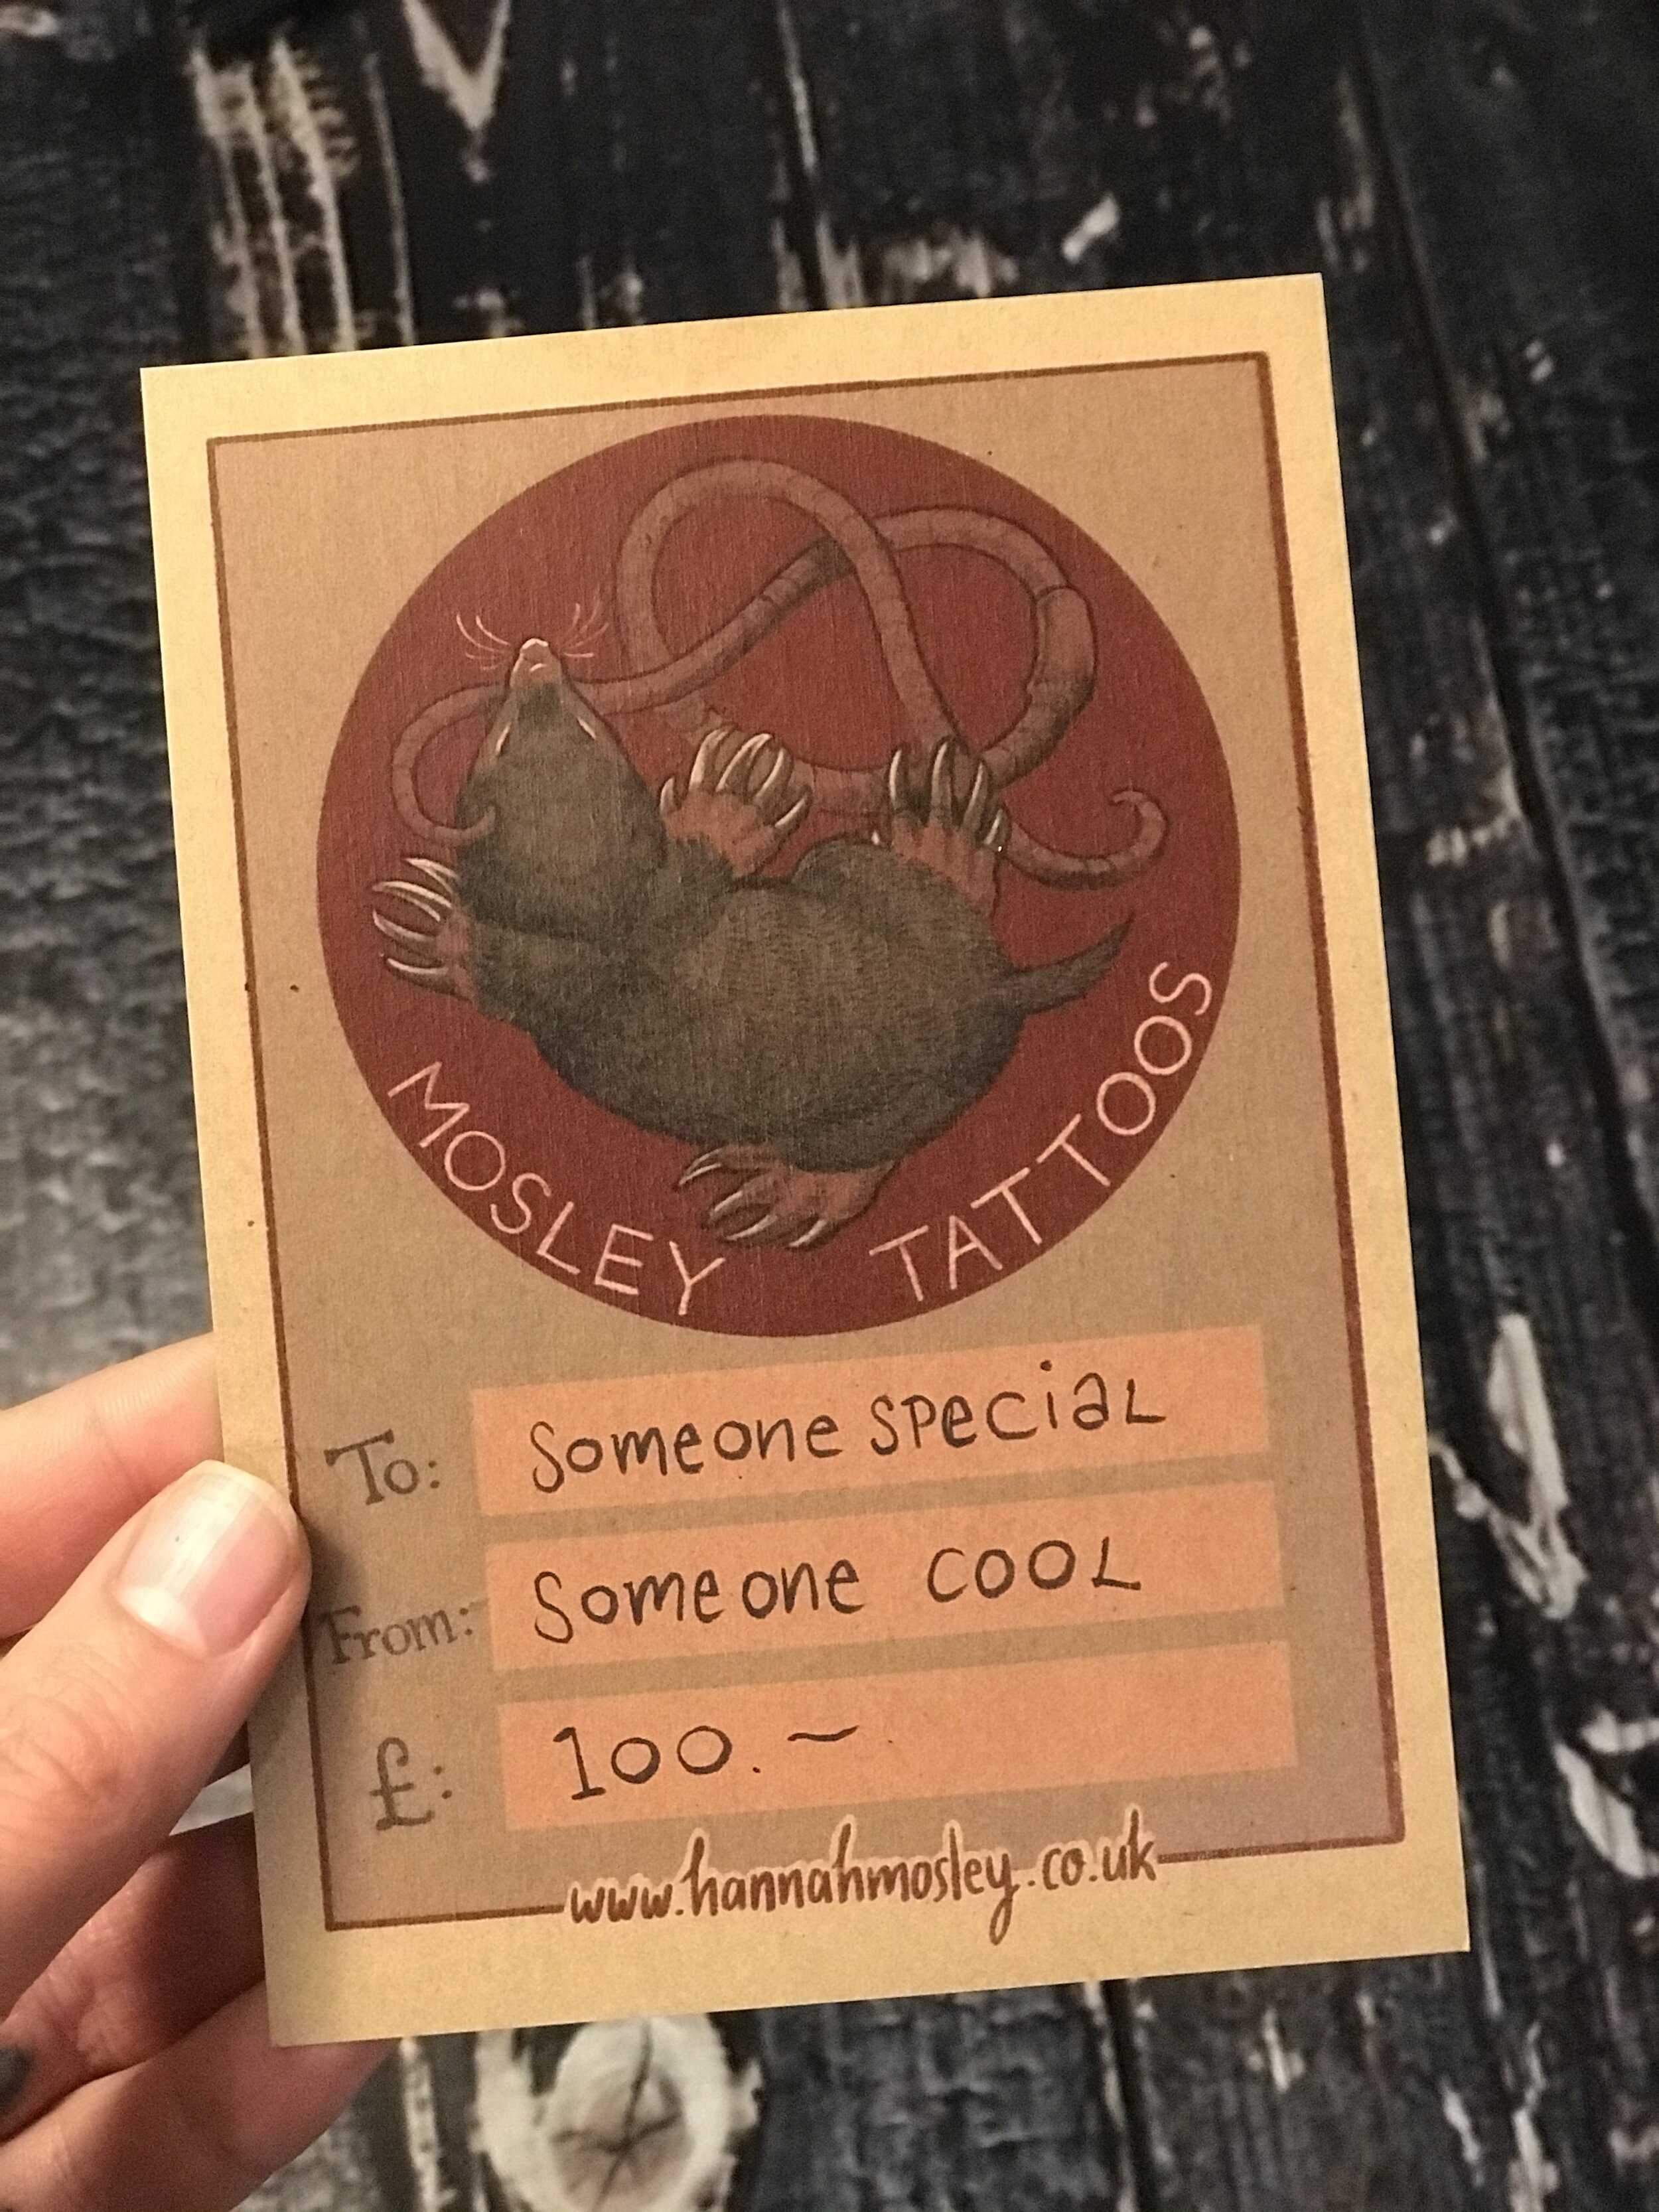 MOSLEY TATTOOS
To: Someone special
From: Someone cool
£: 100.–
www.hannahmosley.co.uk